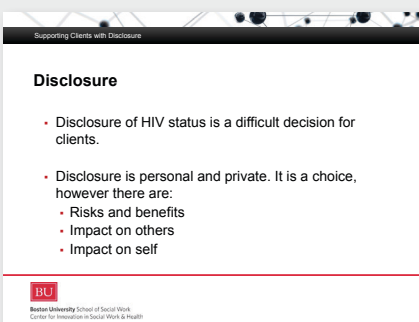 Supporting Clients with Disclosure
Disclosure
• Disclosure of HIV status is a difficult decision for
clients.
• Disclosure is personal and private. It is a choice,
however there are:
• Risks and benefits
• Impact on others
• Impact on self
BU
Boston University School of Social Work
Center for Innovation in Social Work & Health